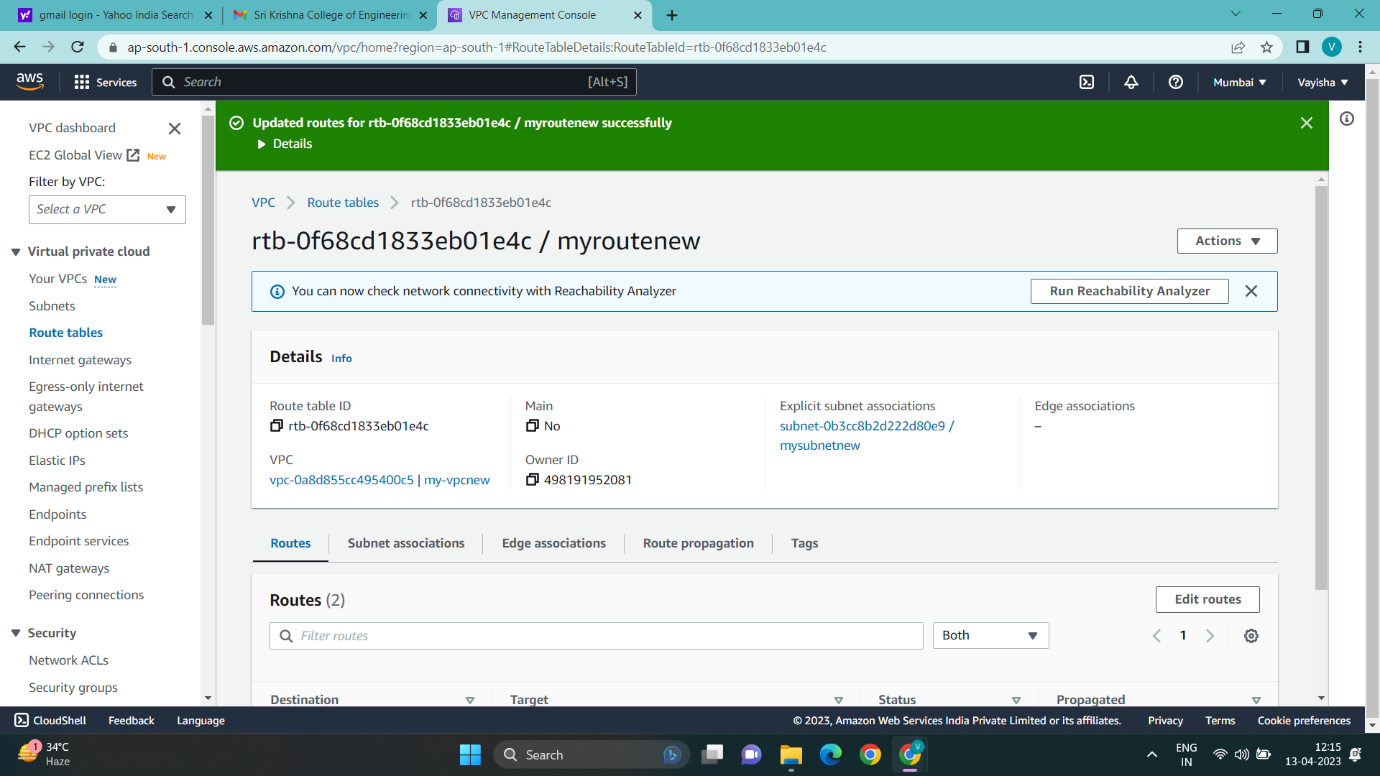 gmail login - Yahoo India Search
Sri Krishna College of Engineering
VPC Management Console
ap-south-1.console.aws.amazon.com/vpc/home?region=ap-south-1#RouteTableDetails:RouteTableId=rtb-0f68cd1833eb01e4c
V
aws
Services
Search
[Alt+S]
Mumbai
Vayisha
VPC dashboard
EC2 Global View New
Filter by VPC:
Select a VPC
Virtual private cloud
Your VPCs New
Subnets
Route tables
Internet gateways
Egress-only internet
gateways
DHCP option sets
Elastic IPs
Managed prefix lists
Endpoints
Endpoint services
NAT gateways
Peering connections
Security
Network ACLs
Security groups
Updated routes for rtb-0f68cd1833eb01e4c / myroutenew successfully
Details
VPC
Route tables
rtb-0f68cd1833eb01e4c
rtb-0f68cd1833eb01e4c / myroutenew
Actions
You can now check network connectivity with Reachability Analyzer
Run Reachability Analyzer
Details Info
Route table ID
rtb-0f68cd1833eb01e4c
VPC
vpc-0a8d855cc495400c5 | my-vpcnew
Main
No
Owner ID
498191952081
Explicit subnet associations
subnet-0b3cc8b2d222d80e9 /
mysubnetnew
Edge associations
–
Routes
Subnet associations
Edge associations
Route propagation
Tags
Routes (2)
Edit routes
Filter routes
Both
1
Destination
Target
Status
Propagated
CloudShell
Feedback
Language
© 2023, Amazon Web Services India Private Limited or its affiliates.
Privacy
Terms
Cookie preferences
1
34°C
Haze
Search
V
ENG
IN
12:15
13-04-2023